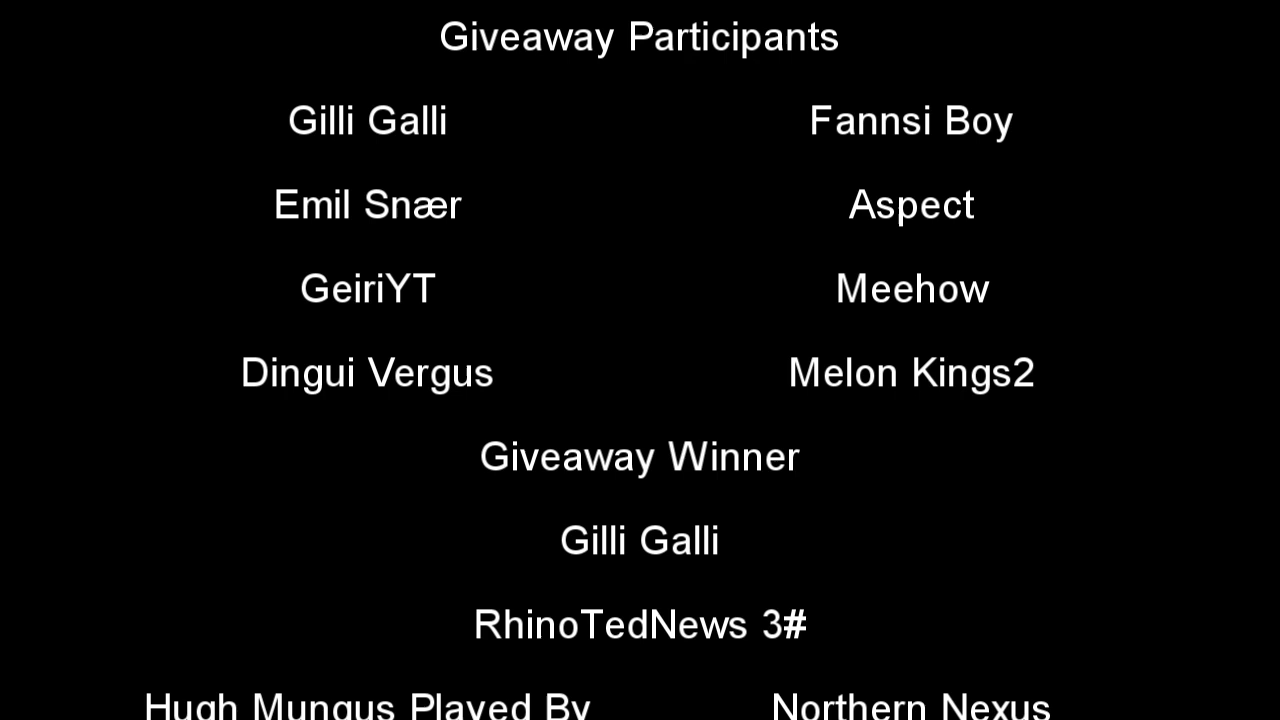 Giveaway Participants
Gilli Galli Fannsi Boy
Emil Snær Aspect
GeiriYT Meehow
Dingui Vergus Melon Kings2
Giveaway Winner
Gilli Galli
RhinoTedNews 3#
Hugh Mungus Played By Northern Nexus